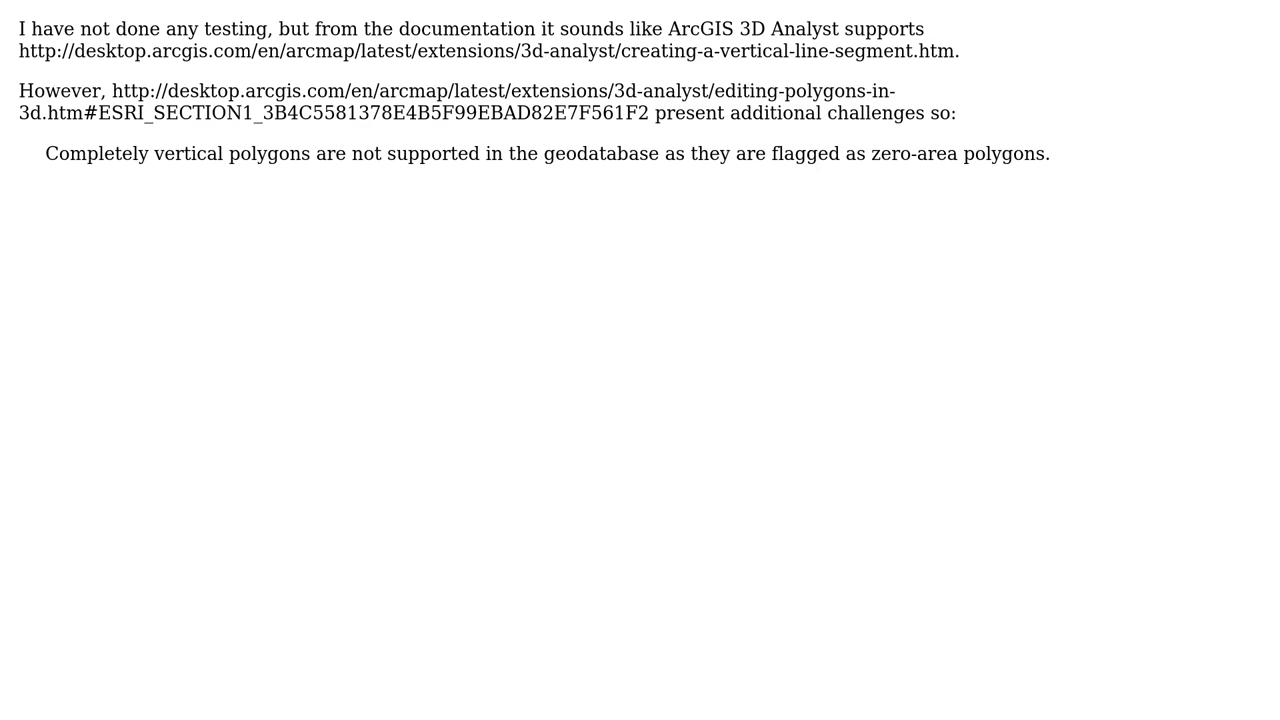 I have not done any testing, but from the documentation it sounds like ArcGIS 3D Analyst supports
http://desktop.arcgis.com/en/arcmap/latest/extensions/3d-analyst/creating-a-vertical-line-segment.htm.
However, http://desktop.arcgis.com/en/arcmap/latest/extensions/3d-analyst/editing-polygons-in-
3d.htm#ESRI_SECTION1_3B4C5581378E4B5F99EBAD82E7F561F2 present additional challenges so:
Completely vertical polygons are not supported in the geodatabase as they are flagged as zero-area polygons.